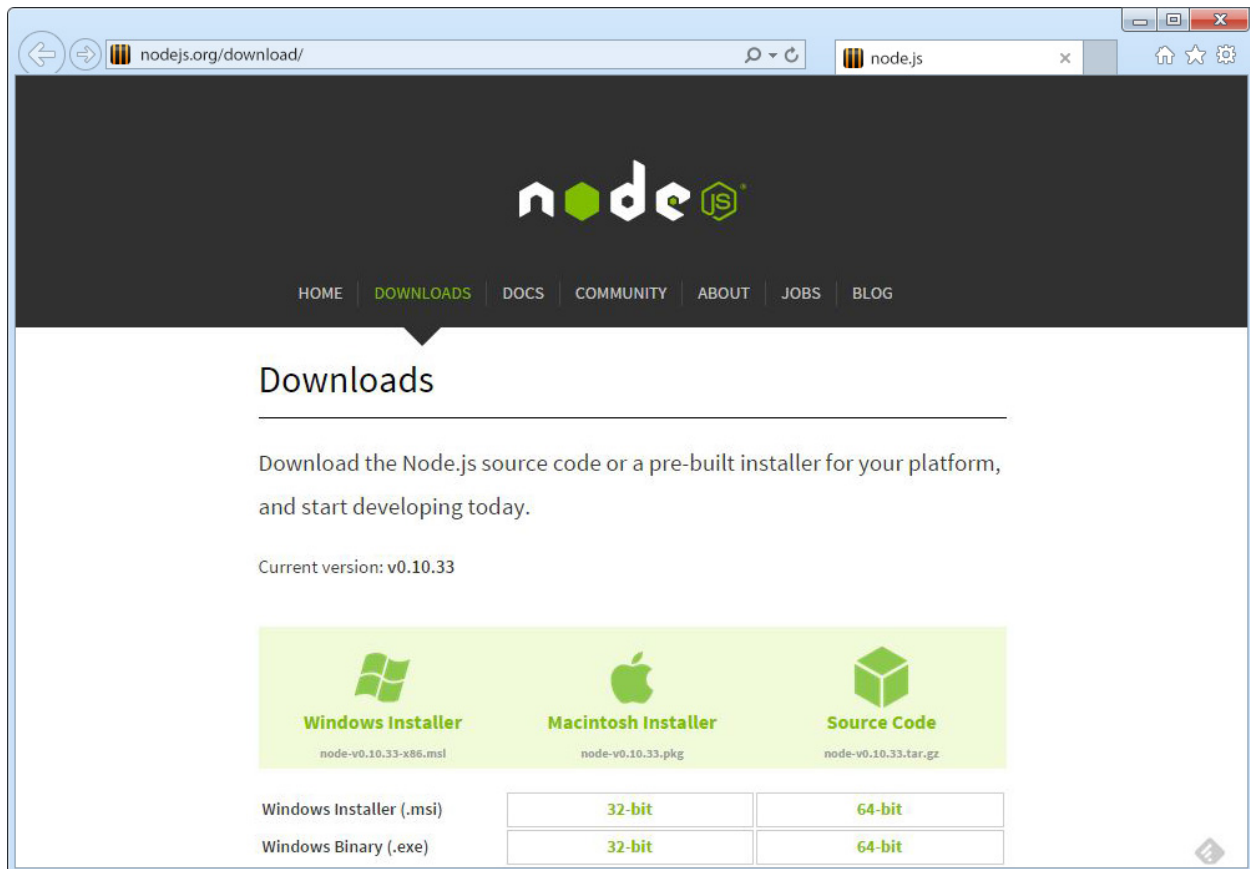 nodejs.org/download/
node.js
node JS
HOME DOWNLOADS DOCS COMMUNITY ABOUT JOBS BLOG
Downloads
Download the Node.js source code or a pre-built installer for your platform,
and start developing today.
Current version: v0.10.33
Windows Installer Macintosh Installer Source Code
node-v0.10.33-x86.msi node-v0.10.33.pkg node-v0.10.33.tar.gz
Windows Installer (.msi) 32-bit 64-bit
Windows Binary (.exe) 32-bit 64-bit